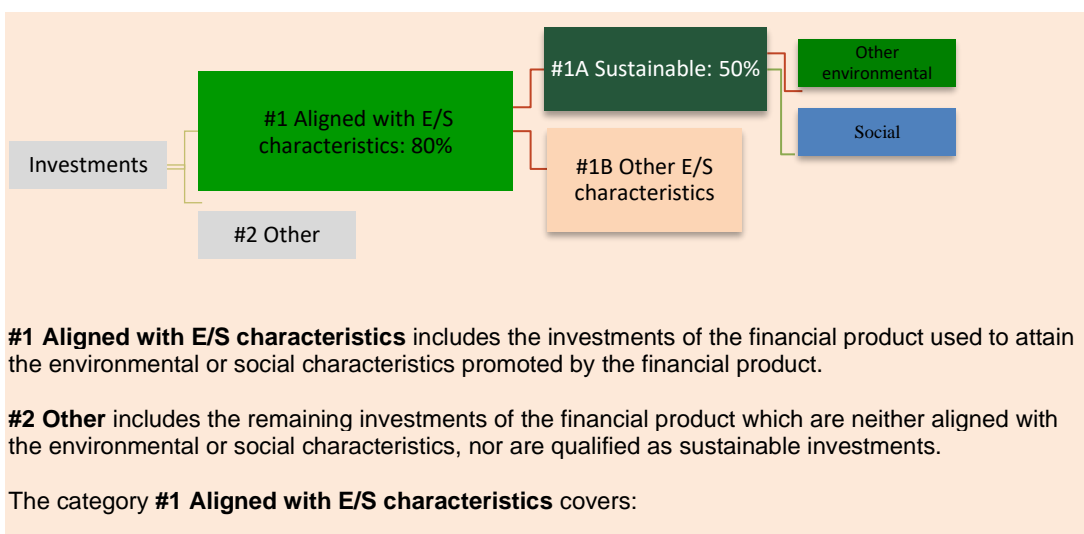 Investments
#1 Aligned with E/S
characteristics: 80%
#2 Other
#1A Sustainable: 50%
#1B Other E/S
characteristics
Other
environmental
Social
#1 Aligned with E/S characteristics includes the investments of the financial product used to attain
the environmental or social characteristics promoted by the financial product.
#2 Other includes the remaining investments of the financial product which are neither aligned with
the environmental or social characteristics, nor are qualified as sustainable investments.
The category #1 Aligned with E/S characteristics covers: